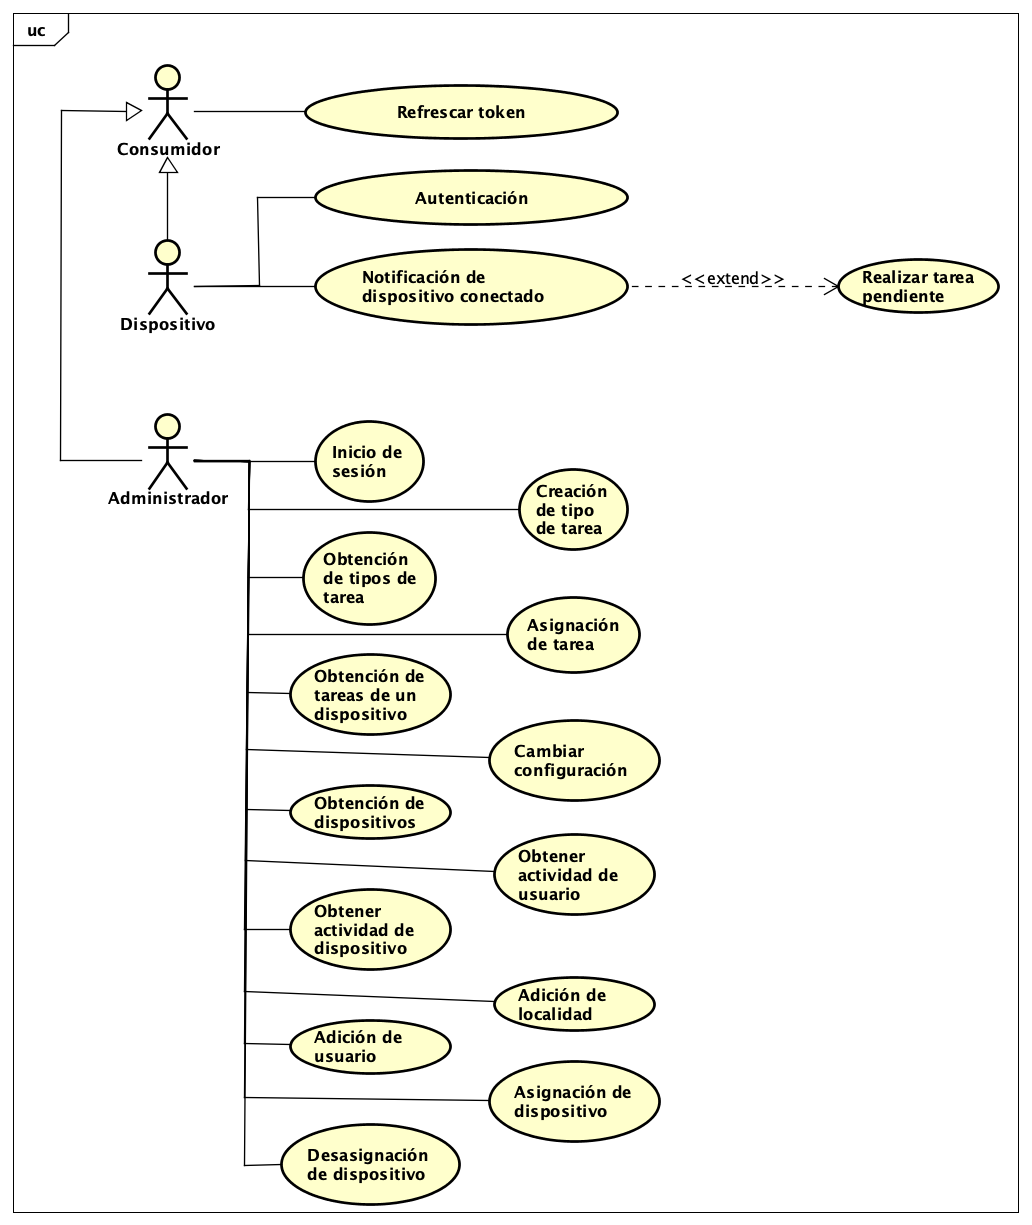 uc
Refrescar token
Consumidor
Autenticación
Notificación de
dispositivo conectado
<<extend>>
Realizar tarea
pendiente
Dispositivo
Inicio de
sesión
Administrador
Creación
de tipo
de tarea
Obtención
de tipos de
tarea
Asignación
de tarea
Obtención de
tareas de un
dispositivo
Cambiar
configuración
Obtención de
dispositivos
Obtener
actividad de
usuario
Obtener
actividad de
dispositivo
Adición de
localidad
Adición de
usuario
Asignación de
dispositivo
Desasignación
de dispositivo